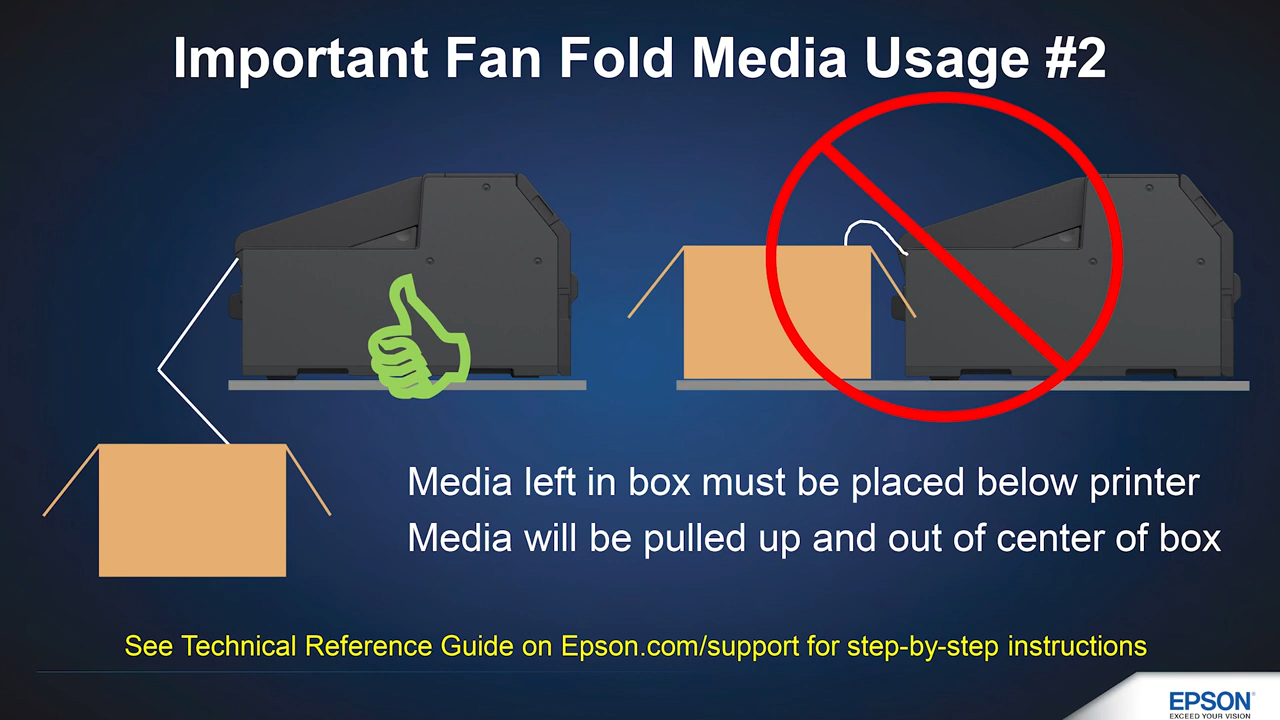 Important Fan Fold Media Usage #2
Media left in box must be placed below printer
Media will be pulled up and out of center of box
See Technical Reference Guide on Epson.com/support for step-by-step instructions
EPSON®
EXCEED YOUR VISION